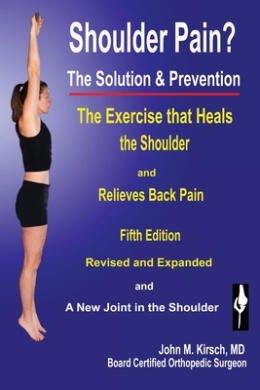 Shoulder Pain?
The Solution & Prevention
The Exercise that Heals
the Shoulder
and
Relieves Back Pain
Fifth Edition
Revised and Expanded
and
A New Joint in the Shoulder
John M. Kirsch, MD
Board Certified Orthopedic Surgeon